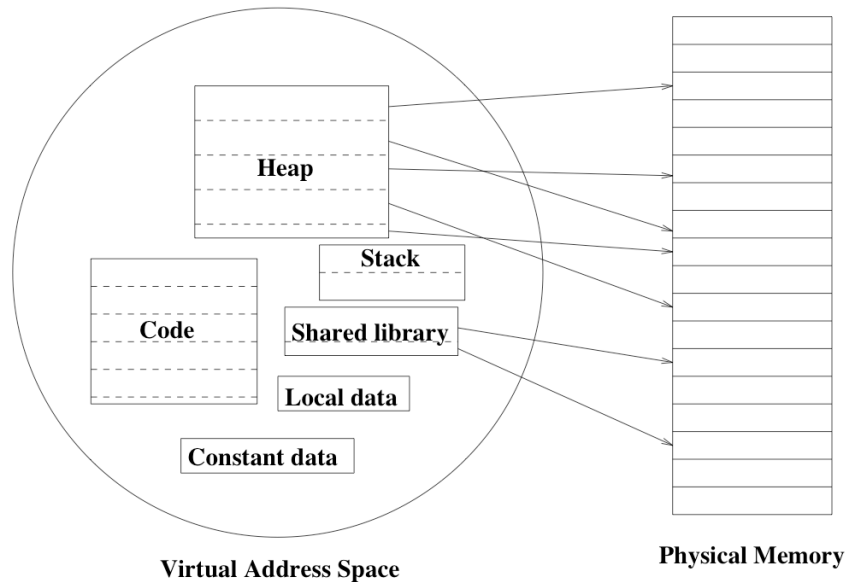 Heap
Stack
Code
Shared library
Local data
Constant data
Virtual Address Space
Physical Memory